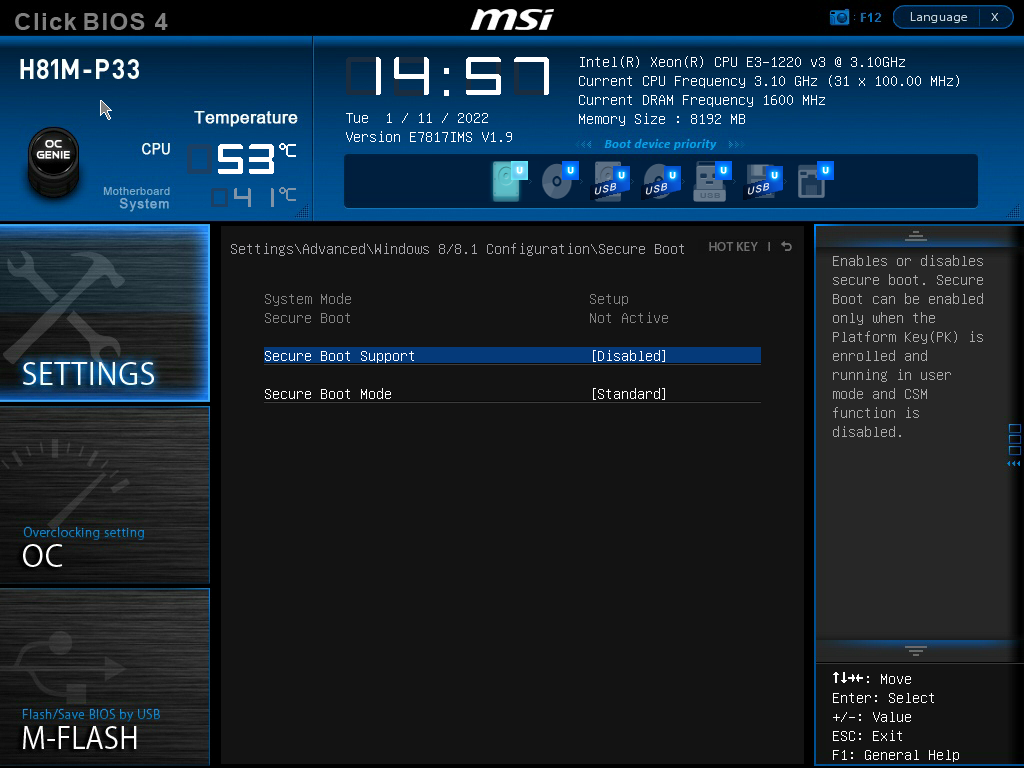 Click BIOS 4
msi
: F12
Language
X
H81M-P33
OC
GENIE
Temperature
CPU
53°C
Motherboard
System
41°C
14:57
Tue 1 / 11 / 2022
Version E7817IMS V1.9
Intel(R) Xeon(R) CPU E3-1220 v3 @ 3.10GHz
Current CPU Frequency 3.10 GHz (31 x 100.00 MHz)
Current DRAM Frequency 1600 MHz
Memory Size : 8192 MB
Boot device priority
U U U U U U U
USB USB USB USB
SETTINGS
Overclocking setting
OC
Flash/Save BIOS by USB
M-FLASH
Settings\Advanced\Windows 8/8.1 Configuration\Secure Boot
HOT KEY |
System Mode Setup
Secure Boot Not Active
Secure Boot Support [Disabled]
Secure Boot Mode [Standard]
Enables or disables
secure boot. Secure
Boot can be enabled
only when the
Platform Key(PK) is
enrolled and
running in user
mode and CSM
function is
disabled.
↑↓→←: Move
Enter: Select
+/-: Value
ESC: Exit
F1: General Help